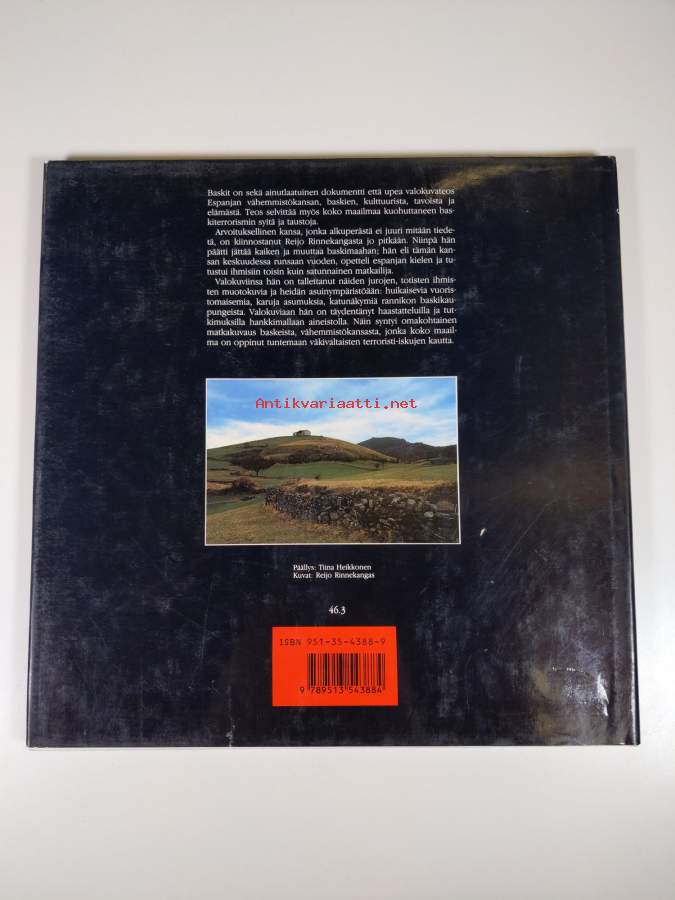 Baskit on sekä ainutlaatuinen dokumentti että upea valokuvateos
Espanjan vähemmistökansan, baskien, kulttuurista, tavoista ja
elämästä. Teos selvittää myös koko maailmaa kuohuttaneen bas-
kiterrorismin syitä ja taustoja.
Arvoituksellinen kansa, jonka alkuperästä ei juuri mitään tiede-
tä, on kiinnostanut Reijo Rinnekangasta jo pitkään. Niinpä hän
päätti jättää kaiken ja muuttaa baskimaahan; hän eli tämän kan-
san keskuudessa runsaan vuoden, opetteli espanjan kielen ja tu-
tustui ihmisiin toisin kuin satunnainen matkailija.
Valokuviinsa hän on tallettanut näiden jurojen, totisten ihmis-
ten muotokuvia ja heidän asuinympäristöään: huikaisevia vuoris-
tomaisemia, karuja asumuksia, katunäkymiä rannikon baskikau-
pungeista. Valokuviaan hän on täydentänyt haastatteluilla ja tut-
kimuksilla hankkimallaan aineistolla. Näin syntyi omakohtainen
matkakuvaus baskeista, vähemmistökansasta, jonka koko maail-
ma on oppinut tuntemaan väkivaltaisten terroristi-iskujen kautta.
Antikvariaatti.net
Päällys: Tiina Heikkonen
Kuvat: Reijo Rinnekangas
46.3
ISBN 951-35-4388-9
9 789513 543884